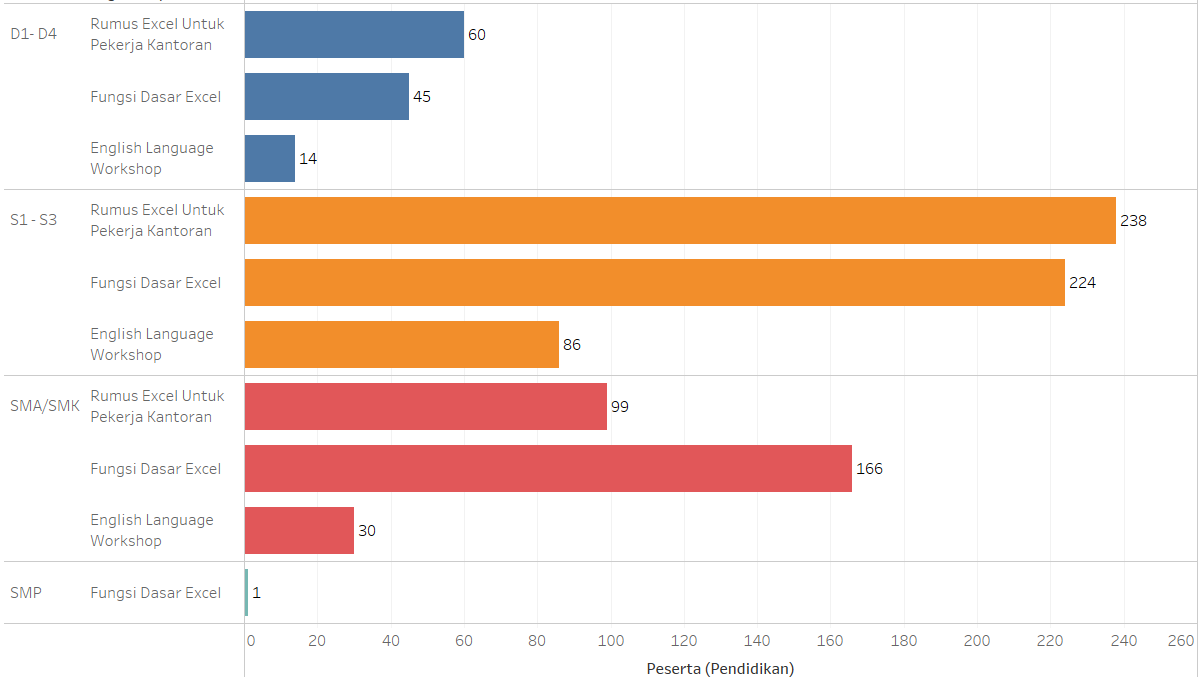 D1- D4
Rumus Excel Untuk
Pekerja Kantoran
60
Fungsi Dasar Excel
45
English Language
Workshop
14
S1 - S3
Rumus Excel Untuk
Pekerja Kantoran
238
Fungsi Dasar Excel
224
English Language
Workshop
86
SMA/SMK
Rumus Excel Untuk
Pekerja Kantoran
99
Fungsi Dasar Excel
166
English Language
Workshop
30
SMP
Fungsi Dasar Excel
1
0 20 40 60 80 100 120 140 160 180 200 220 240 260
Peserta (Pendidikan)